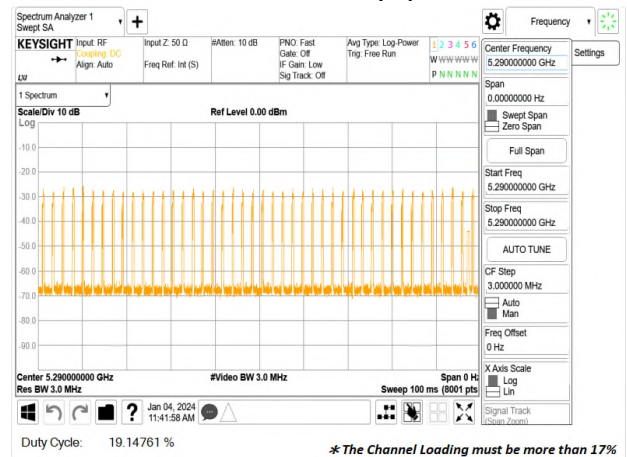 Spectrum Analyzer 1
Swept SA
Frequency
KEYSIGHT
Input: RF
Coupling: DC
Align: Auto
Input Z: 50 Ω
Freq Ref: Int (S)
#Atten: 10 dB
PNO: Fast
Gate: Off
IF Gain: Low
Sig Track: Off
Avg Type: Log-Power
Trig: Free Run
1 2 3 4 5 6
W W W W W W
P N N N N N
LXI
Center Frequency
5.290000000 GHz
Settings
Span
0.00000000 Hz
Swept Span
Zero Span
Full Span
Start Freq
5.290000000 GHz
Stop Freq
5.290000000 GHz
AUTO TUNE
CF Step
3.000000 MHz
Auto
Man
Freq Offset
0 Hz
X Axis Scale
Log
Lin
Signal Track
(Span Zoom)
1 Spectrum
Scale/Div 10 dB
Ref Level 0.00 dBm
Log
-10.0
-20.0
-30.0
-40.0
-50.0
-60.0
-70.0
-80.0
-90.0
Center 5.290000000 GHz
#Video BW 3.0 MHz
Span 0 Hz
Res BW 3.0 MHz
Sweep 100 ms (8001 pts
?
Jan 04, 2024
11:41:58 AM
Duty Cycle: 19.14761 %
* The Channel Loading must be more than 17%